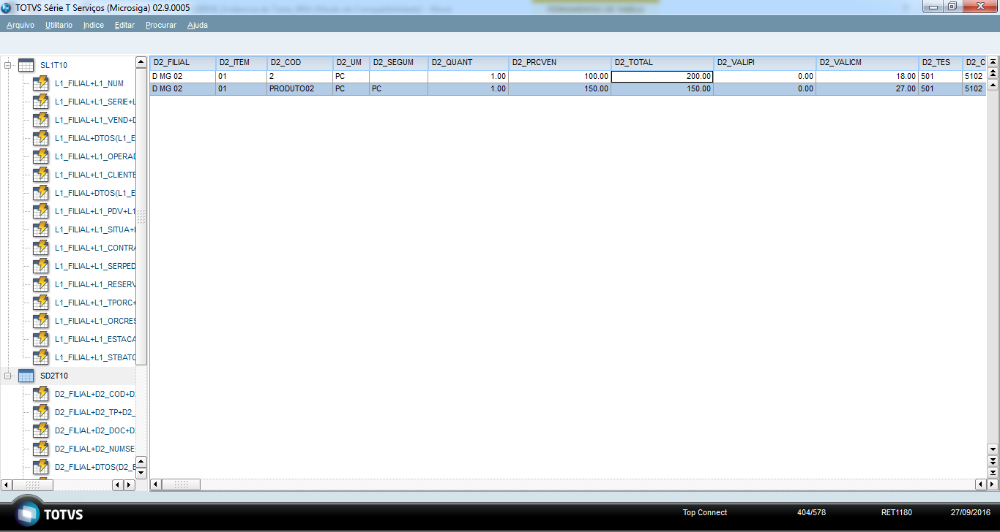 TOTVS Série T Serviços (Microsiga) 02.9.0005
Arquivo Utilitario Indice Editar Procurar Ajuda
SL1T10
L1_FILIAL+L1_NUM
L1_FILIAL+L1_SERIE+L
L1_FILIAL+L1_VEND+D
L1_FILIAL+DTOS(L1_E
L1_FILIAL+L1_OPERAD
L1_FILIAL+L1_CLIENTE
L1_FILIAL+DTOS(L1_E
L1_FILIAL+L1_PDV+L1
L1_FILIAL+L1_SITUA+
L1_FILIAL+L1_CONTRA
L1_FILIAL+L1_SERPED
L1_FILIAL+L1_RESERV
L1_FILIAL+L1_TPORC+
L1_FILIAL+L1_ORCRES
L1_FILIAL+L1_ESTACA
L1_FILIAL+L1_STBATC
SD2T10
D2_FILIAL+D2_COD+D
D2_FILIAL+D2_TP+D2_
D2_FILIAL+D2_DOC+D
D2_FILIAL+D2_NUMSE
D2_FILIAL+DTOS(D2_E
D2_FILIAL D2_ITEM D2_COD D2_UM D2_SEGUM D2_QUANT D2_PRCVEN D2_TOTAL D2_VALIPI D2_VALICM D2_TES D2_C
D MG 02 01 2 PC 1.00 100.00 200.00 0.00 18.00 501 5102
D MG 02 01 PRODUTO02 PC PC 1.00 150.00 150.00 0.00 27.00 501 5102
TOTVS Top Connect 404/578 RET1180 27/09/2016